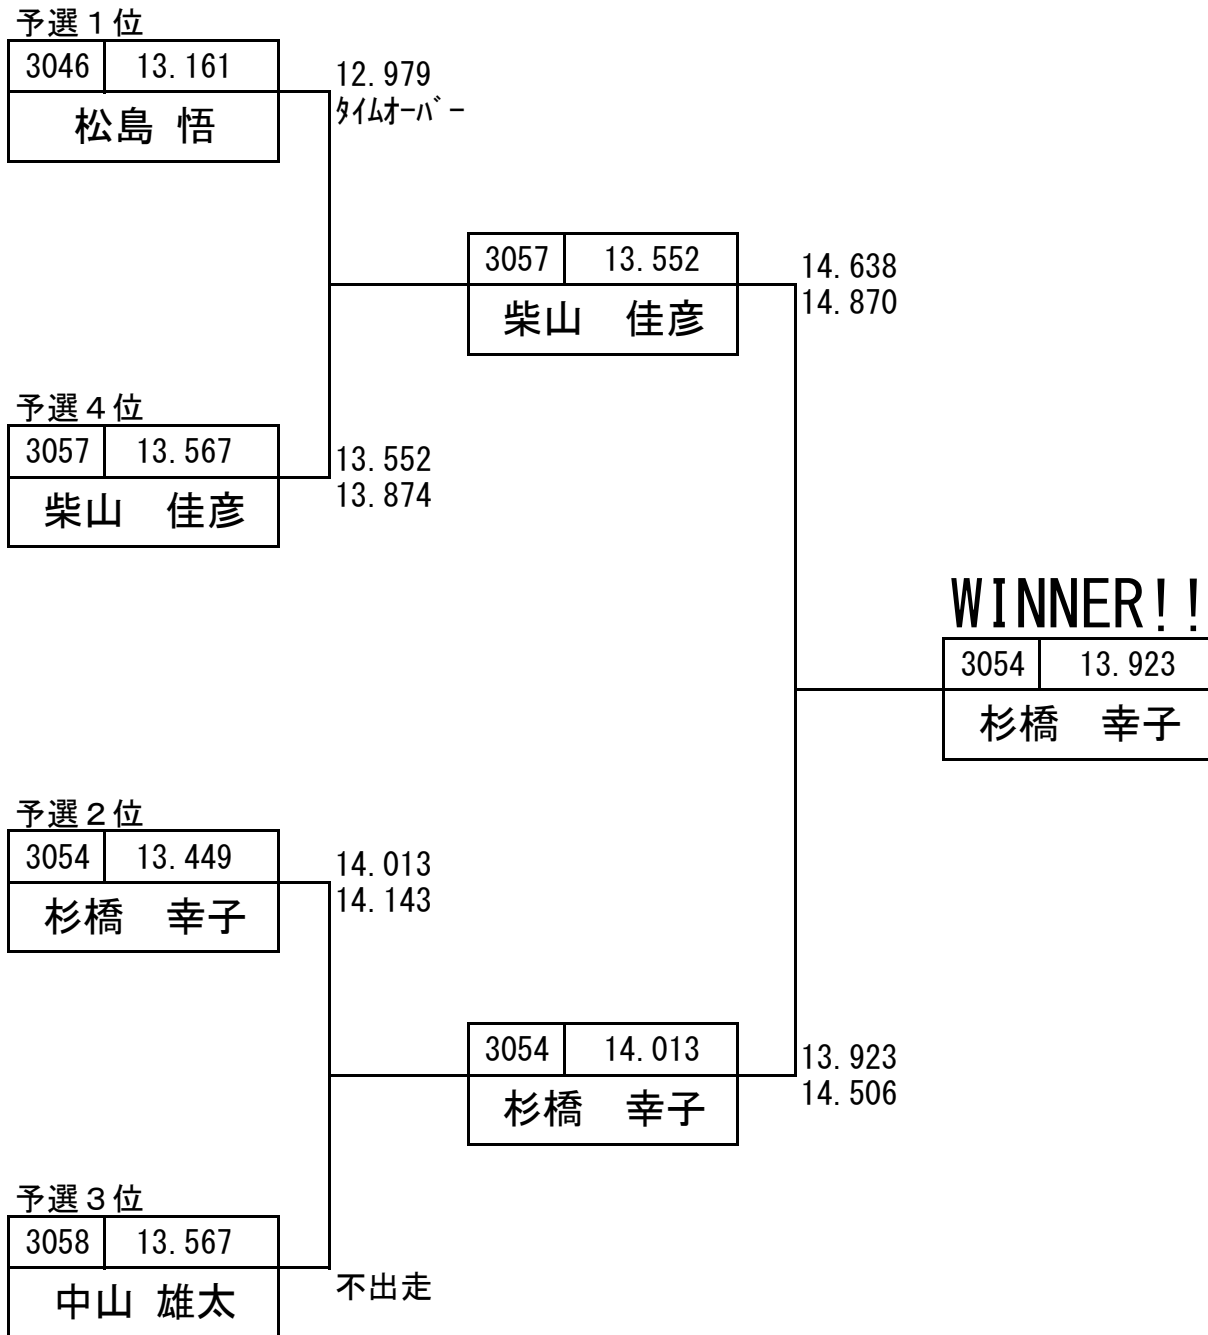 予選１位
3046 13.161
松島 悟
12.979
ﾀｲﾑｵｰﾊﾞｰ
3057 13.552
柴山　佳彦
14.638
14.870
予選４位
3057 13.567
柴山　佳彦
13.552
13.874
WINNER!!
3054 13.923
杉橋　幸子
予選２位
3054 13.449
杉橋　幸子
14.013
14.143
3054 14.013
杉橋　幸子
13.923
14.506
予選３位
3058 13.567
中山 雄太
不出走